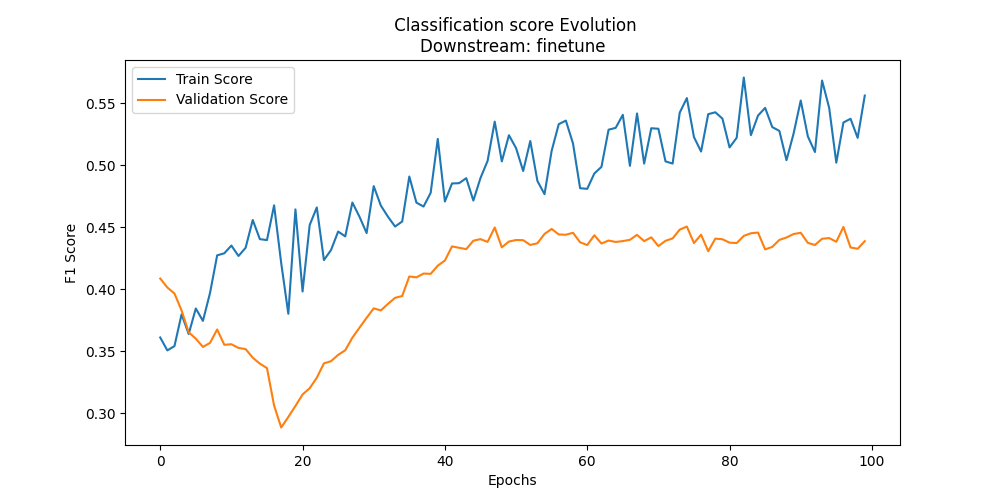 Classification score Evolution
Downstream: finetune
Train Score
Validation Score
F1 Score
0.55
0.50
0.45
0.40
0.35
0.30
0 20 40 60 80 100
Epochs